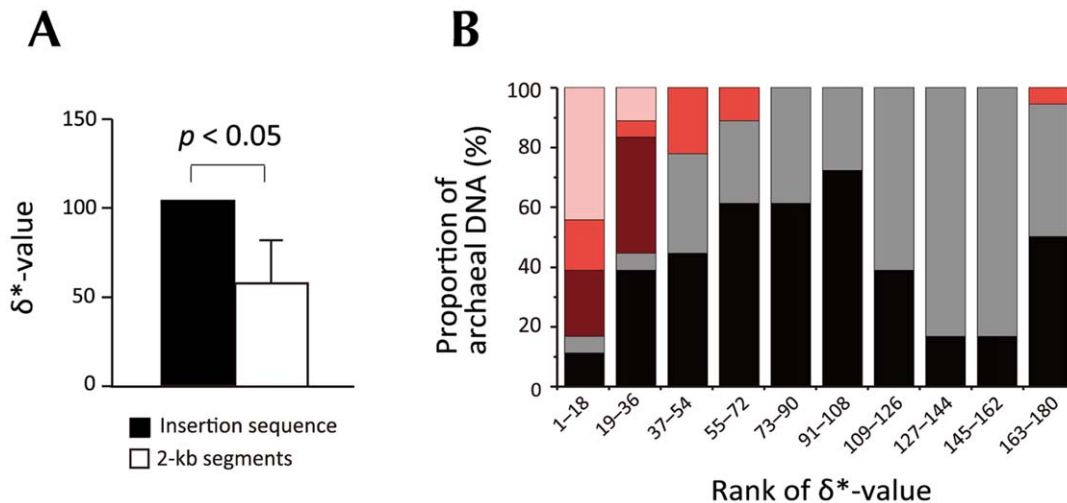 A
150
100
50
0
δ*-value
p < 0.05
Insertion sequence
2-kb segments
B
100
80
60
40
20
0
Proportion of
archaeal DNA (%)
1–18
19–36
37–54
55–72
73–90
91–108
109–126
127–144
145–162
163–180
Rank of δ*-value